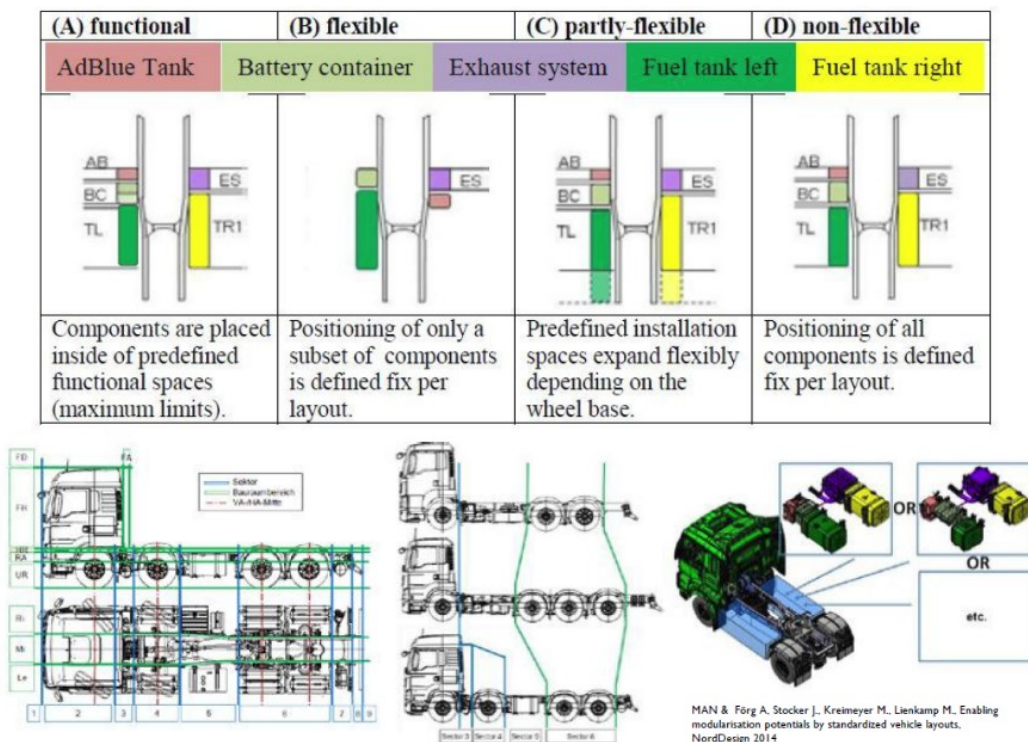 (A) functional
(B) flexible
(C) partly-flexible
(D) non-flexible
AdBlue Tank
Battery container
Exhaust system
Fuel tank left
Fuel tank right
AB
BC
TL
ES
TR1
ES
AB
BC
TL
ES
TR1
AB
BC
TL
ES
TR1
Components are placed
inside of predefined
functional spaces
(maximum limits).
Positioning of only a
subset of components
is defined fix per
layout.
Predefined installation
spaces expand flexibly
depending on the
wheel base.
Positioning of all
components is defined
fix per layout.
FA
FH
RA
UR
Ri
Mi
Le
Sektor
Bauraumbereich
VA-/HA-Mitte
1 2 3 4 5 6 7 8 9
Sector 3 Sector 4 Sector 5 Sector 6
OR
OR
etc.
MAN & Förg A, Stocker J., Kreimeyer M., Lienkamp M., Enabling
modularisation potentials by standardized vehicle layouts.
NordDesign 2014